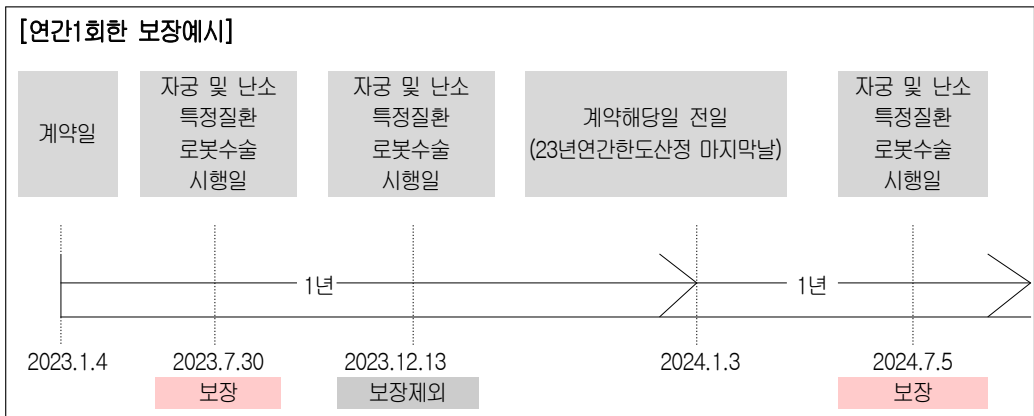 [연간1회한 보장예시]
계약일
자궁 및 난소
특정질환
로봇수술
시행일
자궁 및 난소
특정질환
로봇수술
시행일
계약해당일 전일
(23년연간한도산정 마지막날)
자궁 및 난소
특정질환
로봇수술
시행일
1년
1년
2023.1.4
2023.7.30
2023.12.13
2024.1.3
2024.7.5
보장
보장제외
보장